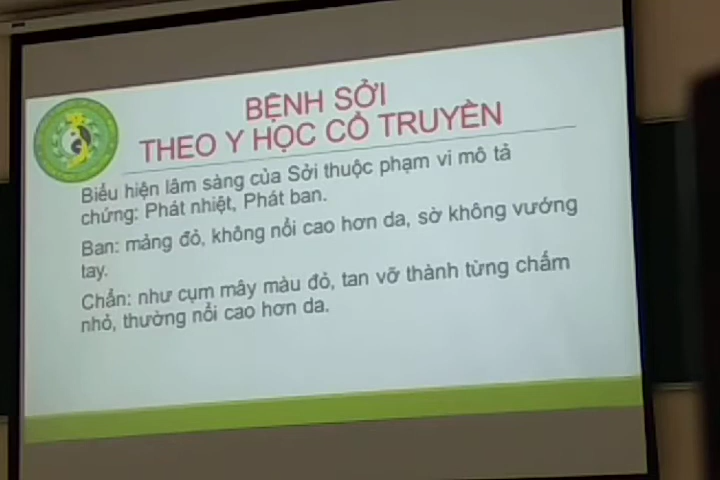 BỆNH SỞI
THEO Y HỌC CỔ TRUYỀN
Biểu hiện lâm sàng của Sởi thuộc phạm vi mô tả
chứng: Phát nhiệt, Phát ban.
Ban: mảng đỏ, không nổi cao hơn da, sờ không vướng
tay.
Chẩn: như cụm mây màu đỏ, tan vỡ thành từng chấm
nhỏ, thường nổi cao hơn da.